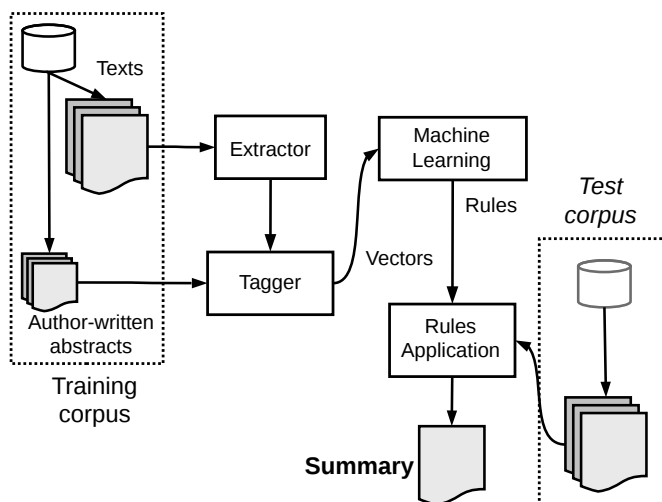 Texts
Extractor
Machine
Learning
Test
corpus
Rules
Tagger
Vectors
Author-written
abstracts
Rules
Application
Training
corpus
Summary